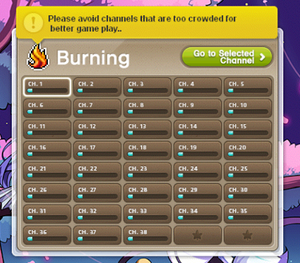 Please avoid channels that are too crowded for
better game play..
Burning
Go to Selected
Channel
CH. 1 CH. 2 CH. 3 CH. 4 CH. 5
CH. 6 CH. 7 CH. 8 CH. 9 CH. 10
CH. 11 CH. 12 CH. 13 CH. 14 CH. 15
CH. 16 CH. 17 CH. 18 CH. 19 CH. 20
CH. 21 CH. 22 CH. 23 CH. 24 CH. 25
CH. 26 CH. 27 CH. 28 CH. 29 CH. 30
CH. 31 CH. 32 CH. 33 CH. 34 CH. 35
CH. 36 CH. 37 CH. 38